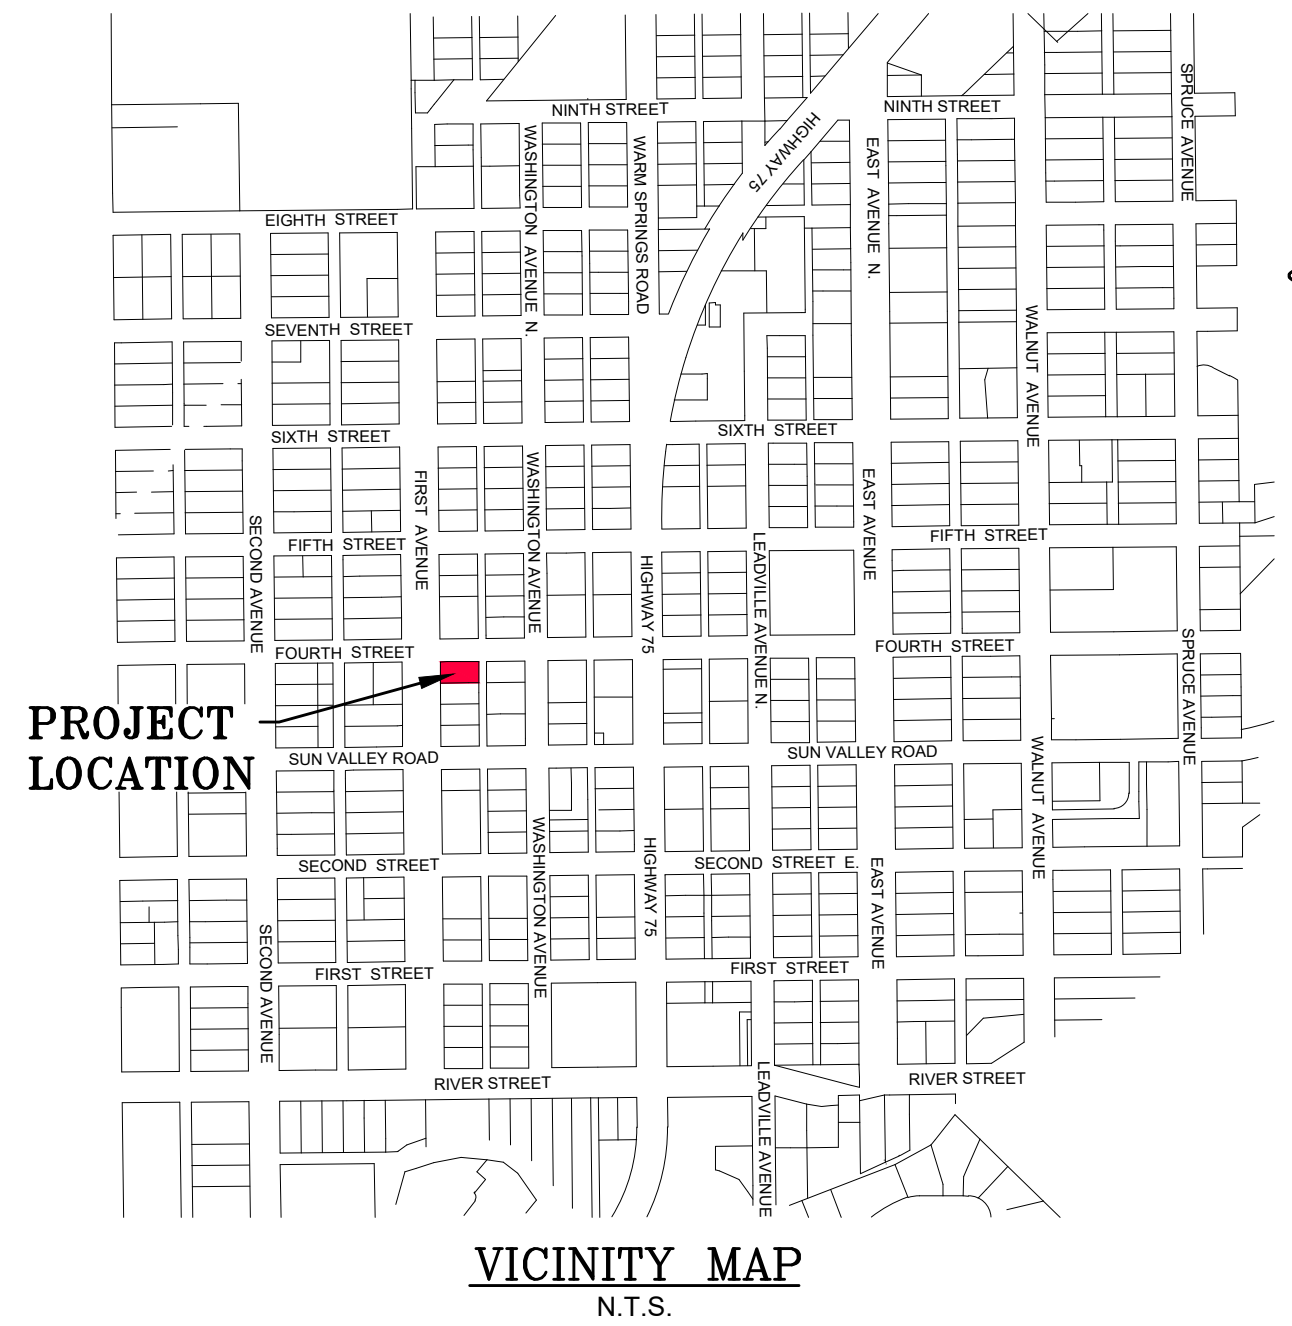 NINTH STREET
NINTH STREET
SPRUCE AVENUE
HIGHWAY 75
WASHINGTON AVENUE N.
WARM SPRINGS ROAD
EAST AVENUE N.
EIGHTH STREET
SEVENTH STREET
WALNUT AVENUE
SIXTH STREET
SIXTH STREET
FIRST AVENUE
WASHINGTON AVENUE
EAST AVENUE
SECOND AVENUE
FIFTH STREET
FIFTH STREET
HIGHWAY 75
LEADVILLE AVENUE N.
FOURTH STREET
FOURTH STREET
SPRUCE AVENUE
PROJECT
LOCATION
SUN VALLEY ROAD
SUN VALLEY ROAD
WALNUT AVENUE
WASHINGTON AVENUE
HIGHWAY 75
SECOND STREET
SECOND STREET E.
EAST AVENUE
SECOND AVENUE
FIRST STREET
FIRST STREET
LEADVILLE AVENUE
RIVER STREET
RIVER STREET
VICINITY MAP
N.T.S.